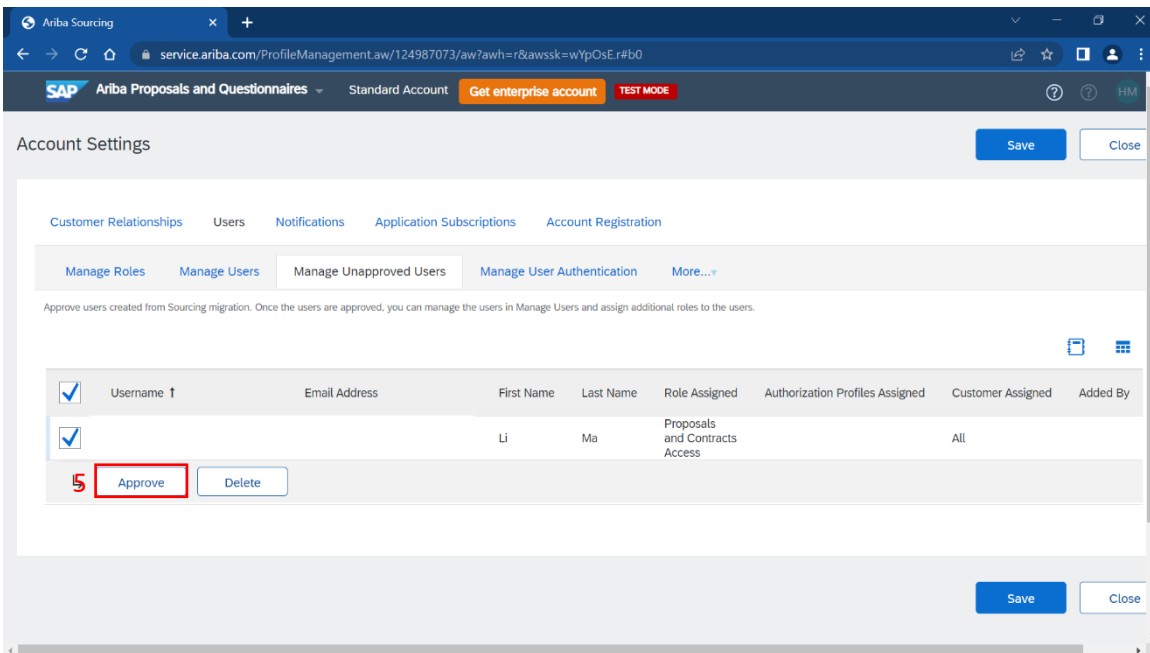 Ariba Sourcing
service.ariba.com/ProfileManagement.aw/124987073/aw?awh=r&awssk=wYpOsE.r#b0
SAP Ariba Proposals and Questionnaires Standard Account Get enterprise account TEST MODE HM
Account Settings Save Close
Customer Relationships Users Notifications Application Subscriptions Account Registration
Manage Roles Manage Users Manage Unapproved Users Manage User Authentication More...
Approve users created from Sourcing migration. Once the users are approved, you can manage the users in Manage Users and assign additional roles to the users.
Username ↑ Email Address First Name Last Name Role Assigned Authorization Profiles Assigned Customer Assigned Added By
Li Ma Proposals and Contracts Access All
5 Approve Delete
Save Close